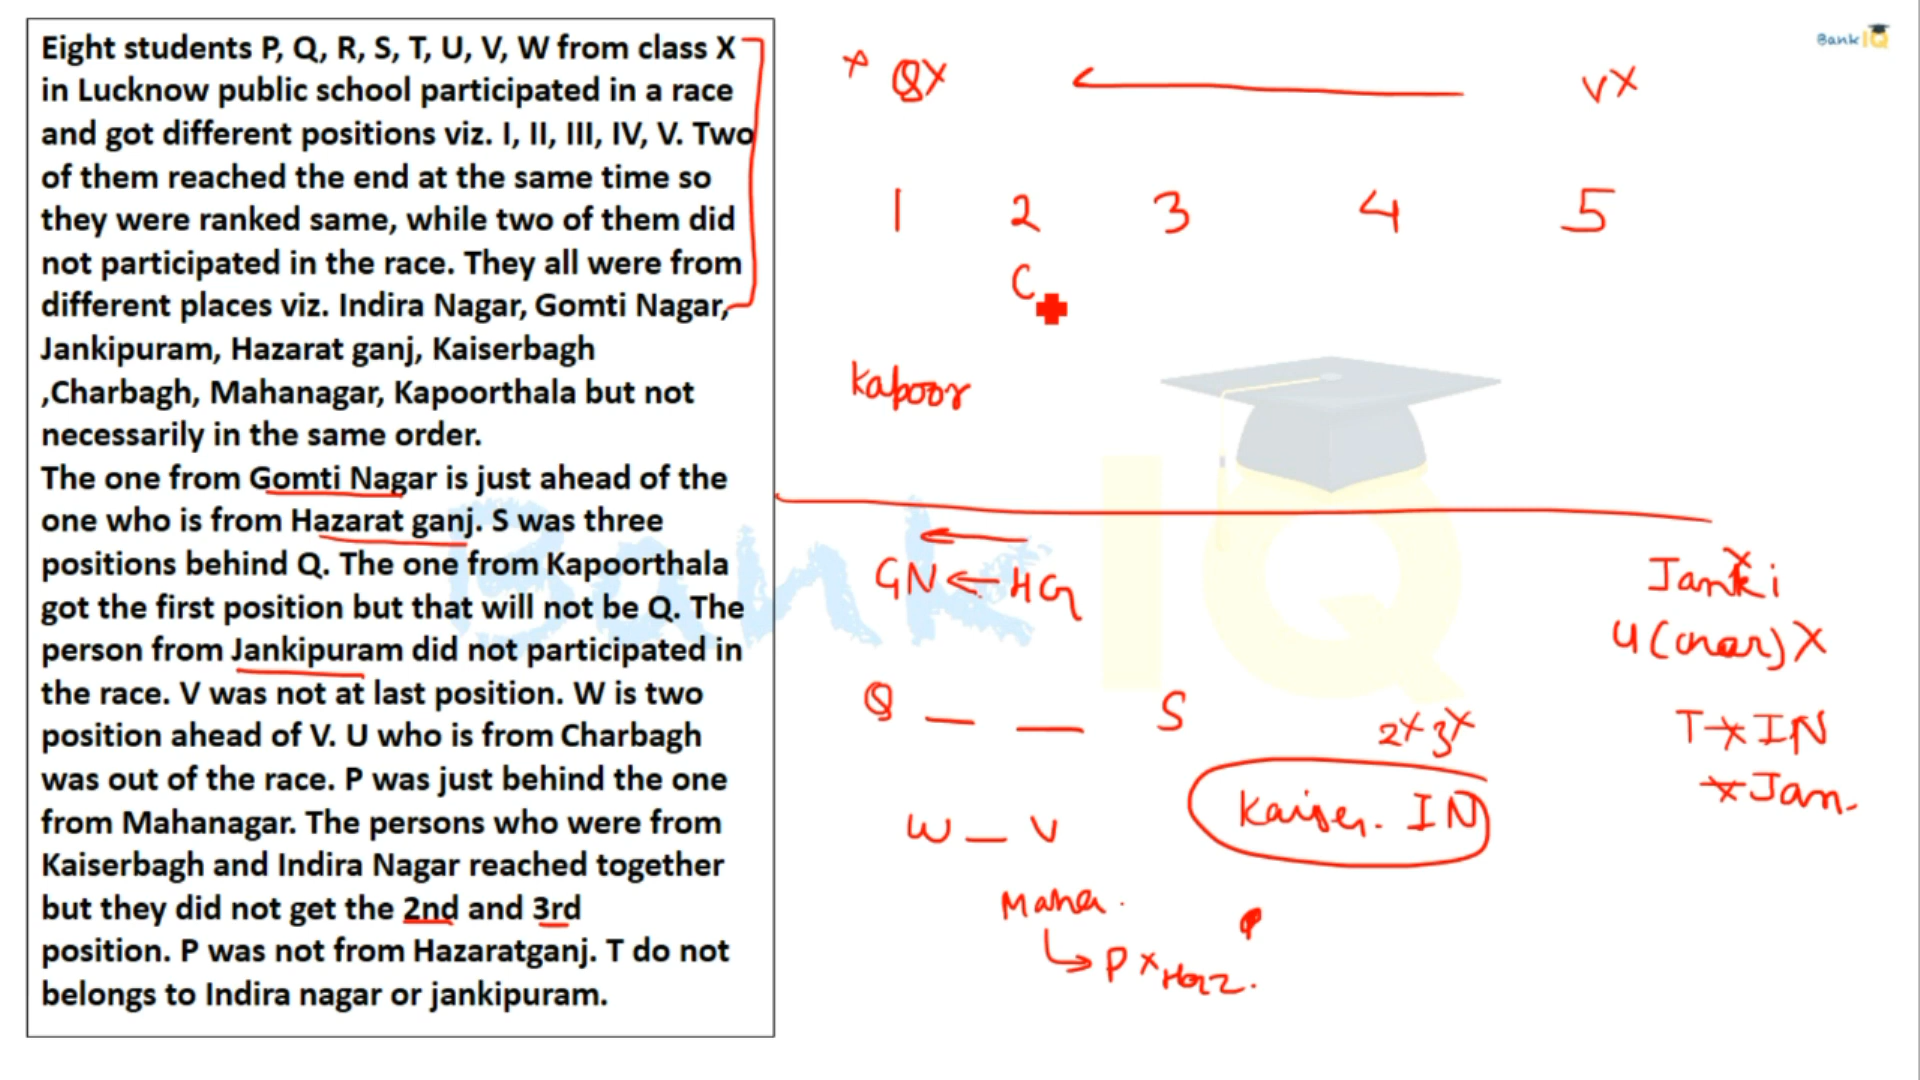 Eight students P, Q, R, S, T, U, V, W from class X
in Lucknow public school participated in a race
and got different positions viz. I, II, III, IV, V. Two
of them reached the end at the same time so
they were ranked same, while two of them did
not participated in the race. They all were from
different places viz. Indira Nagar, Gomti Nagar,
Jankipuram, Hazarat ganj, Kaiserbagh
,Charbagh, Mahanagar, Kapoorthala but not
necessarily in the same order.
The one from Gomti Nagar is just ahead of the
one who is from Hazarat ganj. S was three
positions behind Q. The one from Kapoorthala
got the first position but that will not be Q. The
person from Jankipuram did not participated in
the race. V was not at last position. W is two
position ahead of V. U who is from Charbagh
was out of the race. P was just behind the one
from Mahanagar. The persons who were from
Kaiserbagh and Indira Nagar reached together
but they did not get the 2nd and 3rd
position. P was not from Hazaratganj. T do not
belongs to Indira nagar or jankipuram.
Bank IQ
x QX ← VX
1 2 3 4 5
C
Kapoor
Bank IQ
GN ← HG
Janki X
U (char) X
Q _ _ S
2X 3X
T x IN
x Jan.
Kaiser. IN
W _ V
Maha.
↳ P x Haz.